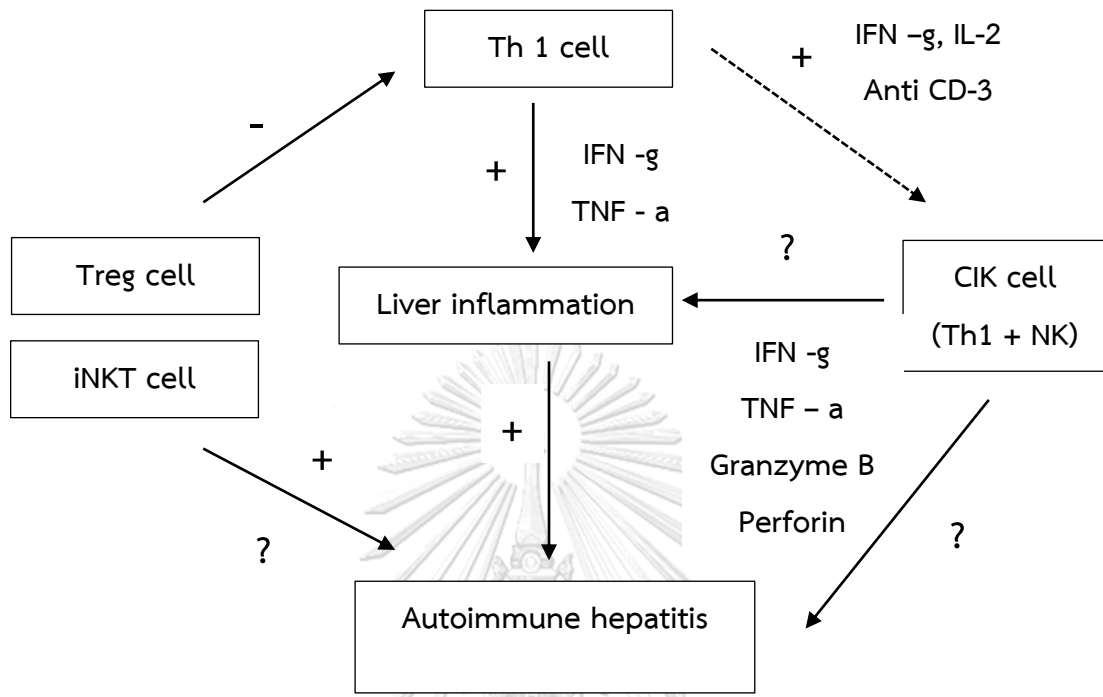 Th 1 cell
+
IFN –g, IL-2
Anti CD-3
-
+
IFN -g
TNF - a
Treg cell
iNKT cell
Liver inflammation
?
CIK cell
(Th1 + NK)
IFN -g
TNF – a
Granzyme B
Perforin
+
+
?
?
Autoimmune hepatitis